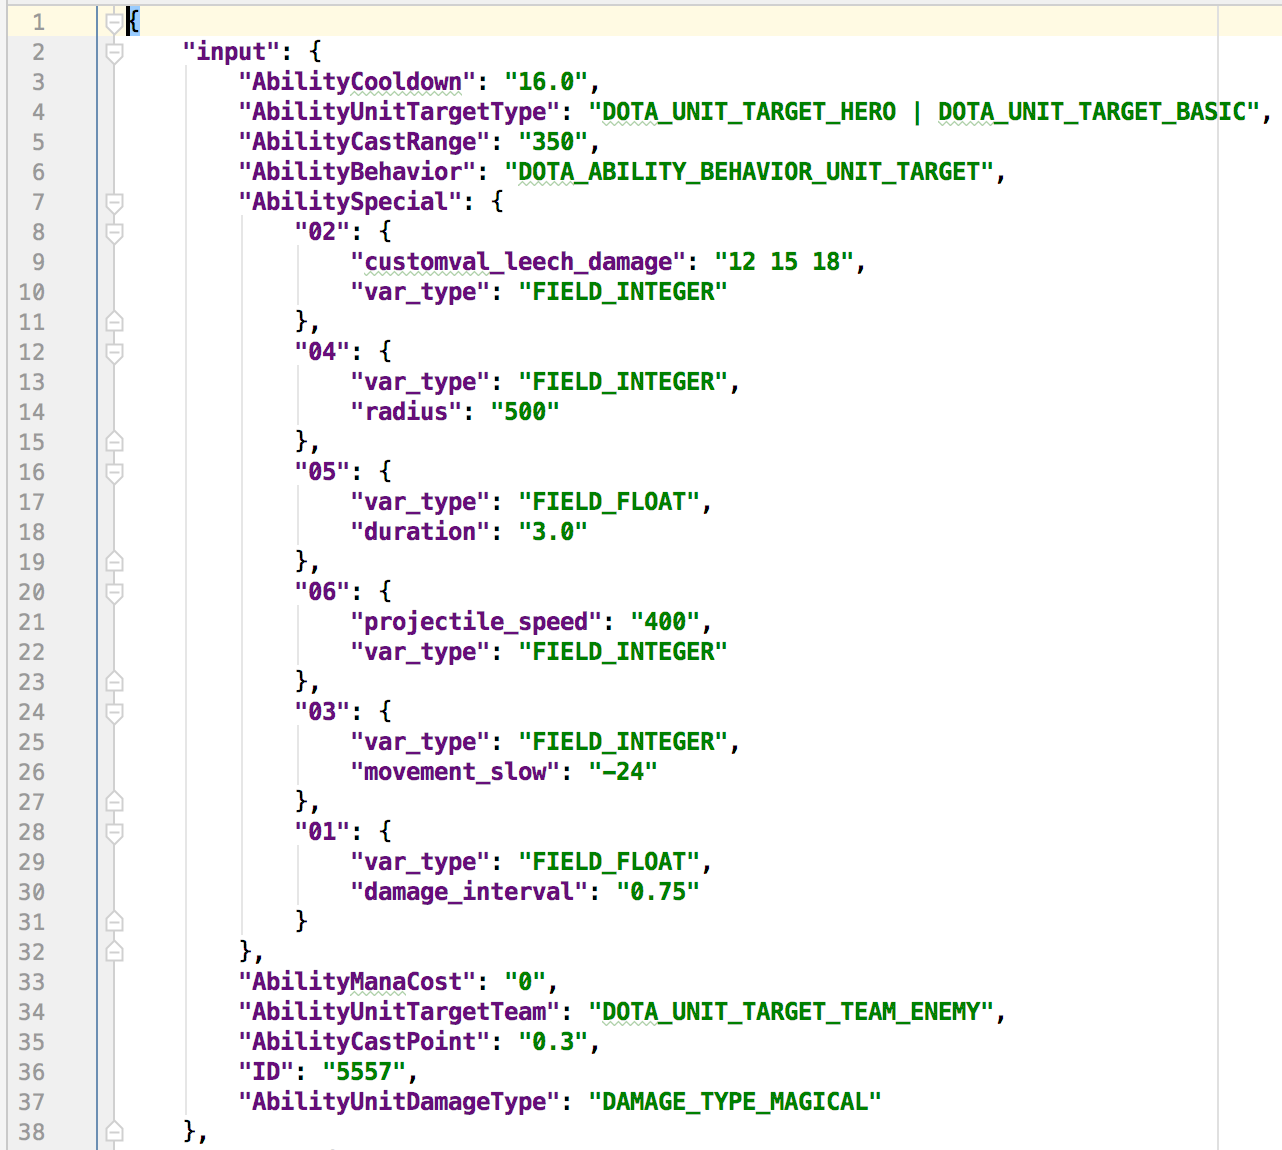 1 {
2 "input": {
3 "AbilityCooldown": "16.0",
4 "AbilityUnitTargetType": "DOTA_UNIT_TARGET_HERO | DOTA_UNIT_TARGET_BASIC",
5 "AbilityCastRange": "350",
6 "AbilityBehavior": "DOTA_ABILITY_BEHAVIOR_UNIT_TARGET",
7 "AbilitySpecial": {
8 "02": {
9 "customval_leech_damage": "12 15 18",
10 "var_type": "FIELD_INTEGER"
11 },
12 "04": {
13 "var_type": "FIELD_INTEGER",
14 "radius": "500"
15 },
16 "05": {
17 "var_type": "FIELD_FLOAT",
18 "duration": "3.0"
19 },
20 "06": {
21 "projectile_speed": "400",
22 "var_type": "FIELD_INTEGER"
23 },
24 "03": {
25 "var_type": "FIELD_INTEGER",
26 "movement_slow": "-24"
27 },
28 "01": {
29 "var_type": "FIELD_FLOAT",
30 "damage_interval": "0.75"
31 }
32 },
33 "AbilityManaCost": "0",
34 "AbilityUnitTargetTeam": "DOTA_UNIT_TARGET_TEAM_ENEMY",
35 "AbilityCastPoint": "0.3",
36 "ID": "5557",
37 "AbilityUnitDamageType": "DAMAGE_TYPE_MAGICAL"
38 },